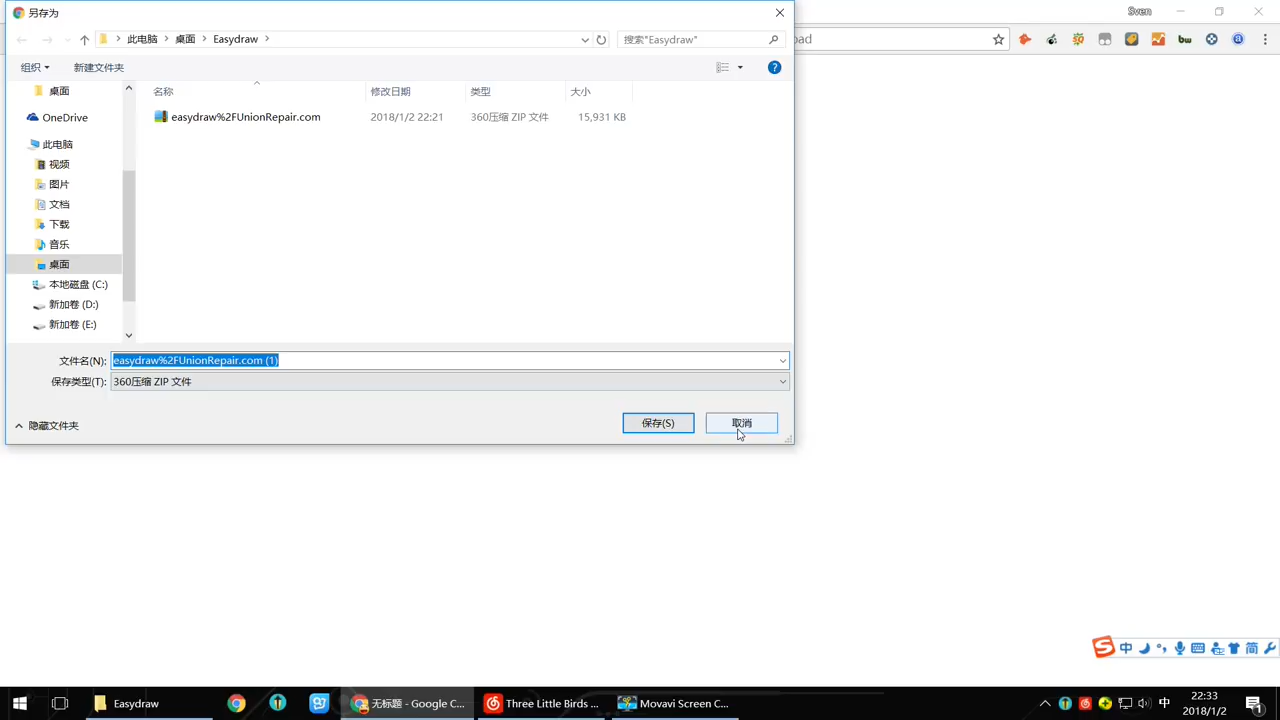 另存为
Sven
此电脑 桌面 Easydraw
搜索"Easydraw"
oad
组织
新建文件夹
名称
修改日期
类型
大小
easydraw%2FUnionRepair.com
2018/1/2 22:21
360压缩 ZIP 文件
15,931 KB
桌面
OneDrive
此电脑
视频
图片
文档
下载
音乐
桌面
本地磁盘 (C:)
新加卷 (D:)
新加卷 (E:)
文件名(N):
easydraw%2FUnionRepair.com (1)
保存类型(T):
360压缩 ZIP 文件
隐藏文件夹
保存(S)
取消
中
简
Easydraw
无标题 - Google C...
Three Little Birds ...
Movavi Screen C...
中
22:33
2018/1/2
1